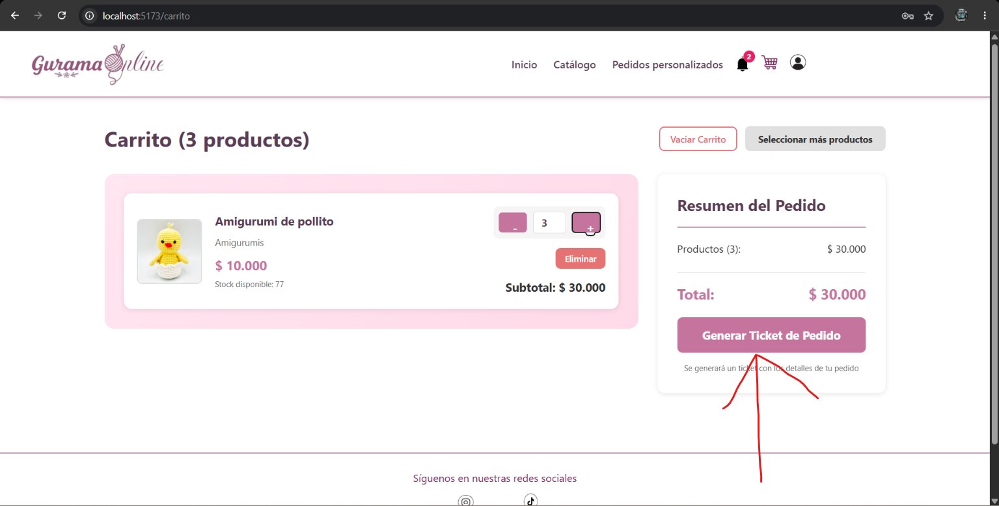 localhost:5173/carrito
Gurama Online
Inicio Catálogo Pedidos personalizados 2
Carrito (3 productos)
Vaciar Carrito Seleccionar más productos
Amigurumi de pollito
Amigurumis
$ 10.000
Stock disponible: 77
- 3 +
Eliminar
Subtotal: $ 30.000
Resumen del Pedido
Productos (3): $ 30.000
Total: $ 30.000
Generar Ticket de Pedido
Se generará un ticket con los detalles de tu pedido
Síguenos en nuestras redes sociales